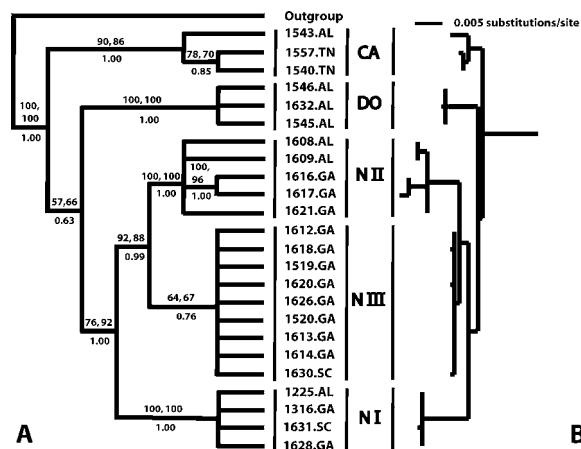 Outgroup
0.005 substitutions/site
1543.AL
90, 86
1.00
1557.TN
78, 70
0.85
CA
1540.TN
1546.AL
100, 100
1.00
1632.AL
DO
1545.AL
100,
100
1.00
1608.AL
1609.AL
100, 100
1.00
100,
96
1.00
1616.GA
NII
1617.GA
1621.GA
57,66
0.63
1612.GA
92, 88
0.99
1618.GA
1519.GA
1620.GA
64, 67
0.76
1626.GA
NIII
1520.GA
1613.GA
76, 92
1.00
1614.GA
1630.SC
1225.AL
100, 100
1.00
1316.GA
NI
1631.SC
1628.GA
A
B